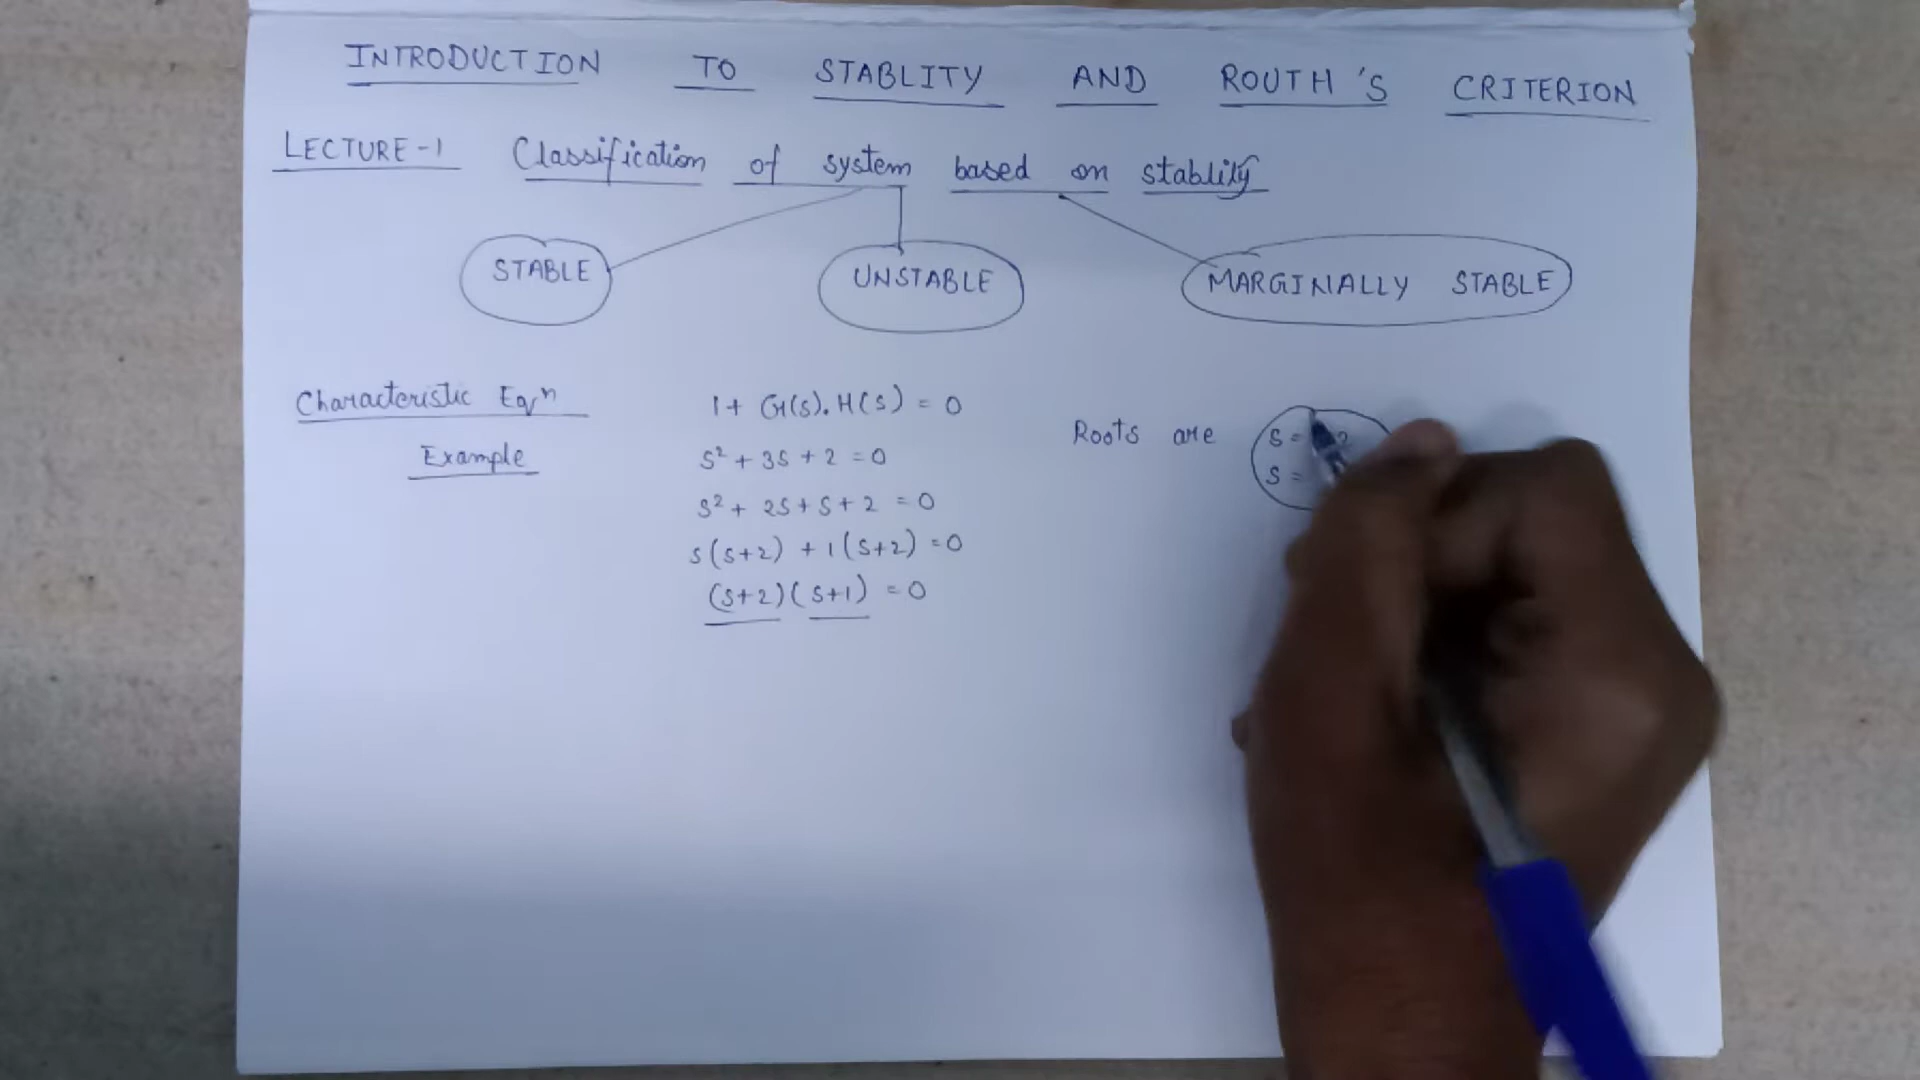 INTRODUCTION TO STABLITY AND ROUTH'S CRITERION
LECTURE-1 Classification of system based on stablity
STABLE UNSTABLE MARGINALLY STABLE
Characteristic Eqⁿ 1 + G(s).H(s) = 0
Roots are s = 2
Example s² + 3s + 2 = 0
s =
s² + 2s + s + 2 = 0
s(s+2) + 1(s+2) = 0
(s+2)(s+1) = 0